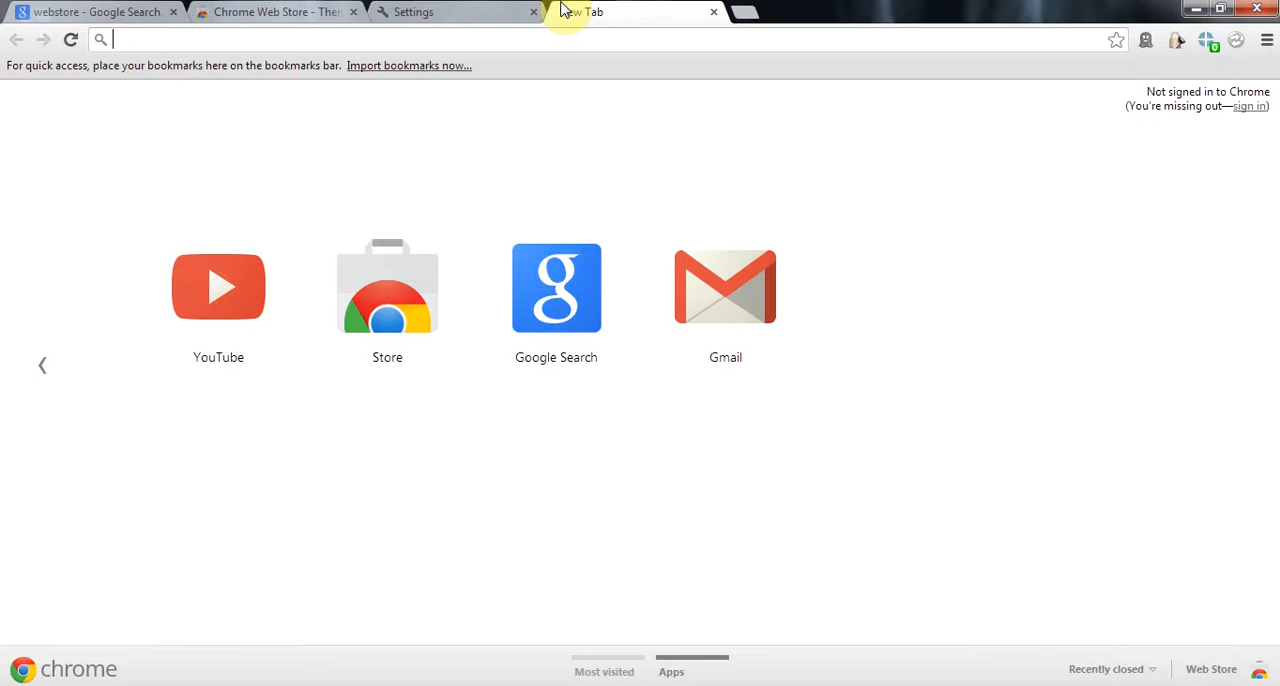 webstore - Google Search
Chrome Web Store - Then
Settings
Tab
For quick access, place your bookmarks here on the bookmarks bar. Import bookmarks now...
0
Not signed in to Chrome
(You're missing out—sign in)
YouTube
Store
Google Search
Gmail
chrome
Most visited
Apps
Recently closed
Web Store